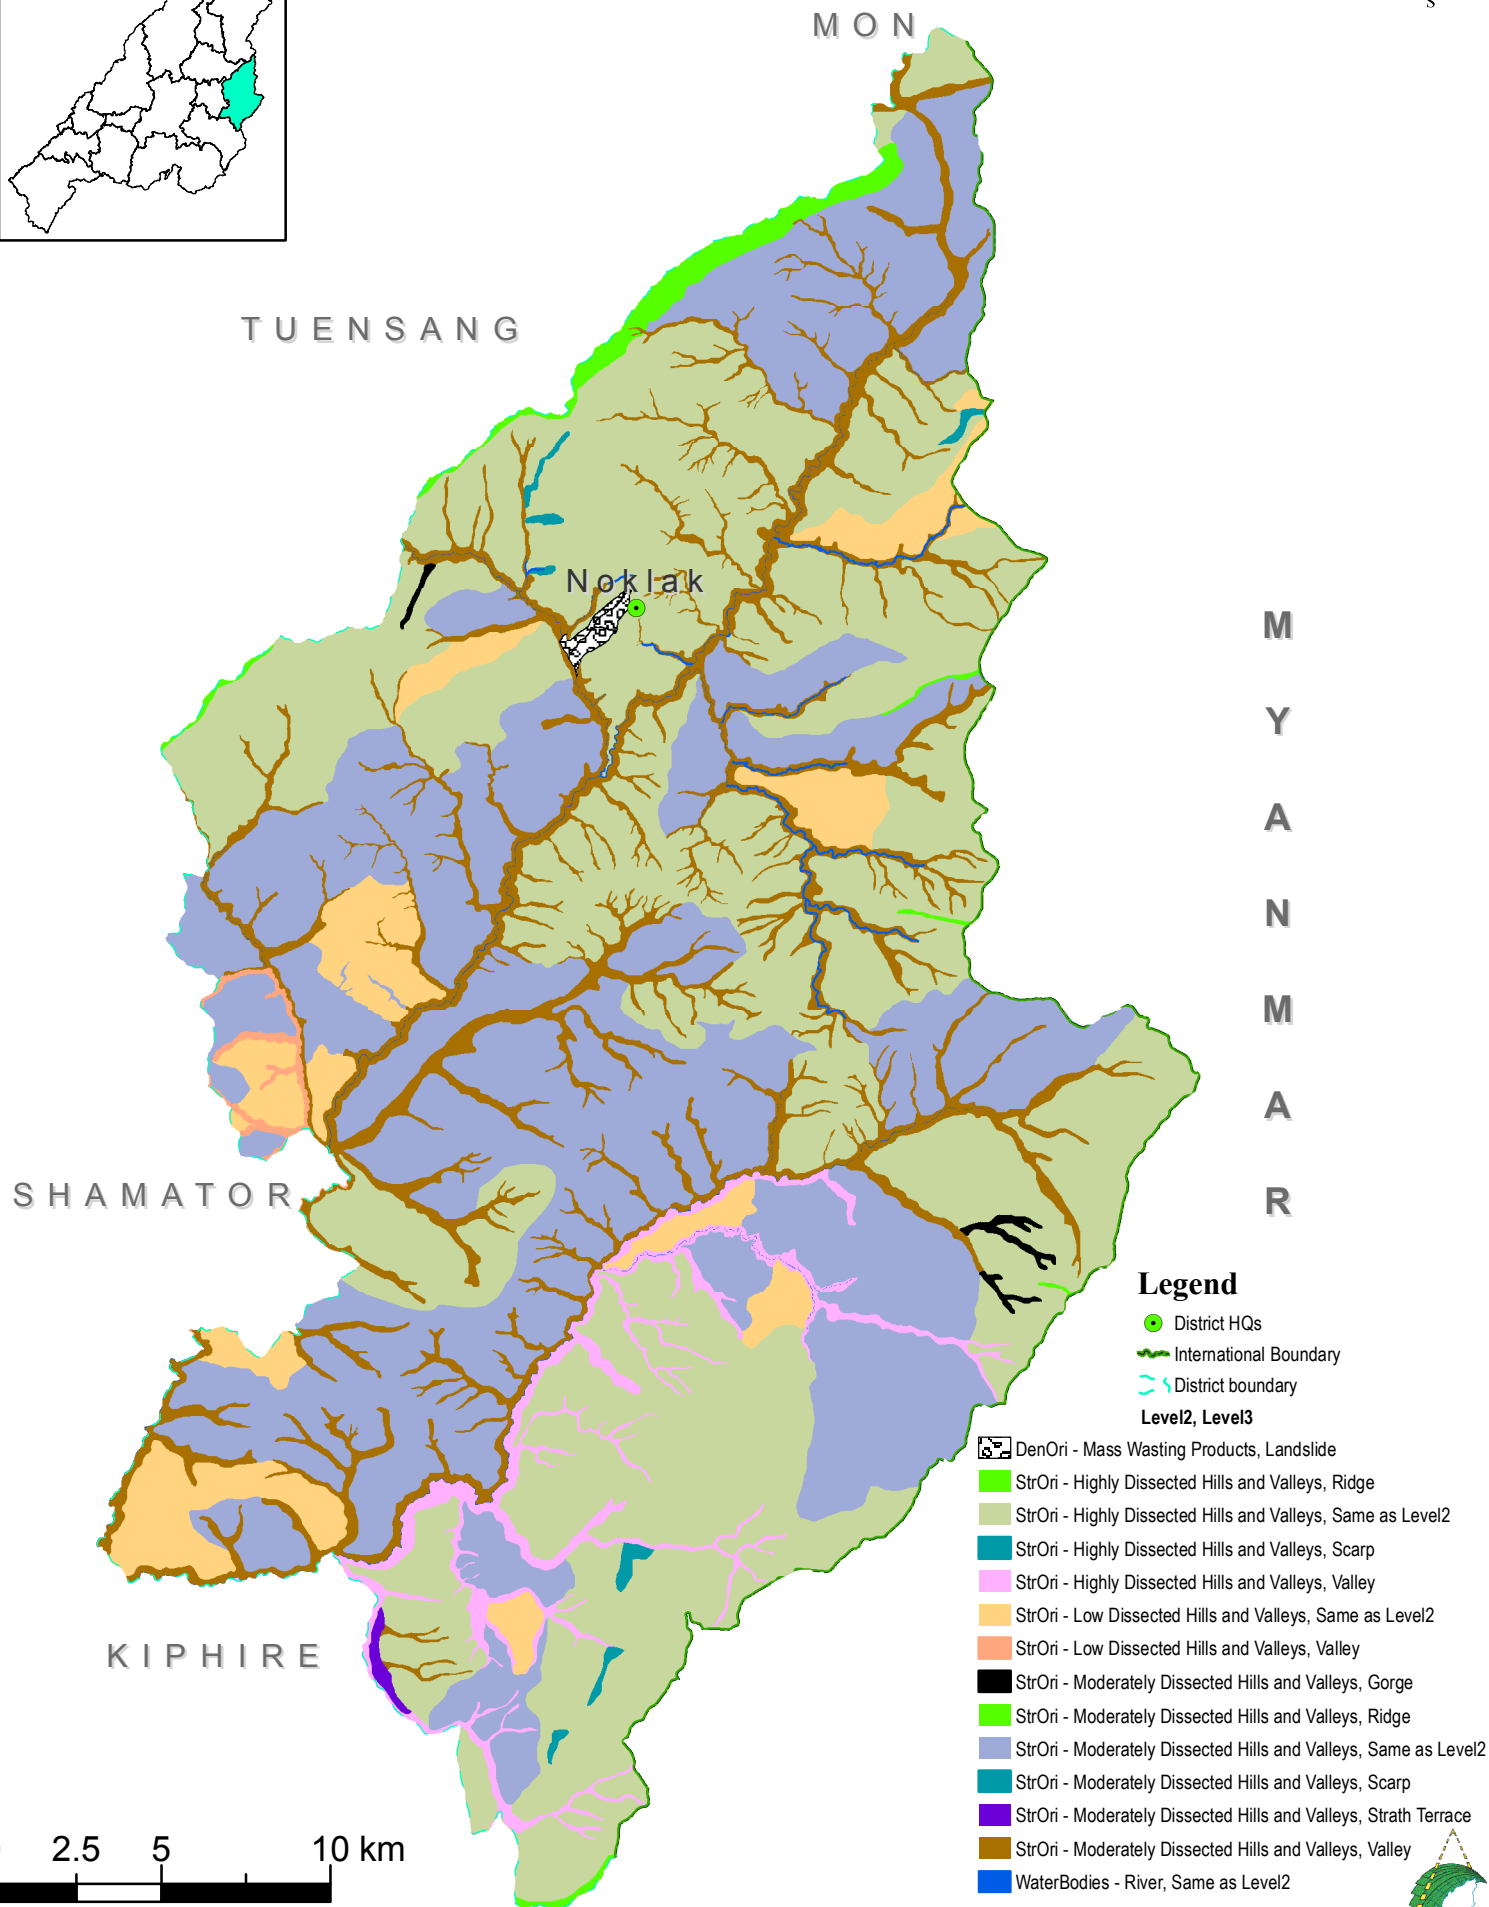 s
MON
TUENSANG
Noklak
M
Y
A
N
M
A
R
SHAMATOR
KIPHIRE
Legend
District HQs
International Boundary
District boundary
Level2, Level3
DenOri - Mass Wasting Products, Landslide
StrOri - Highly Dissected Hills and Valleys, Ridge
StrOri - Highly Dissected Hills and Valleys, Same as Level2
StrOri - Highly Dissected Hills and Valleys, Scarp
StrOri - Highly Dissected Hills and Valleys, Valley
StrOri - Low Dissected Hills and Valleys, Same as Level2
StrOri - Low Dissected Hills and Valleys, Valley
StrOri - Moderately Dissected Hills and Valleys, Gorge
StrOri - Moderately Dissected Hills and Valleys, Ridge
StrOri - Moderately Dissected Hills and Valleys, Same as Level2
StrOri - Moderately Dissected Hills and Valleys, Scarp
StrOri - Moderately Dissected Hills and Valleys, Strath Terrace
StrOri - Moderately Dissected Hills and Valleys, Valley
WaterBodies - River, Same as Level2
2.5 5 10 km